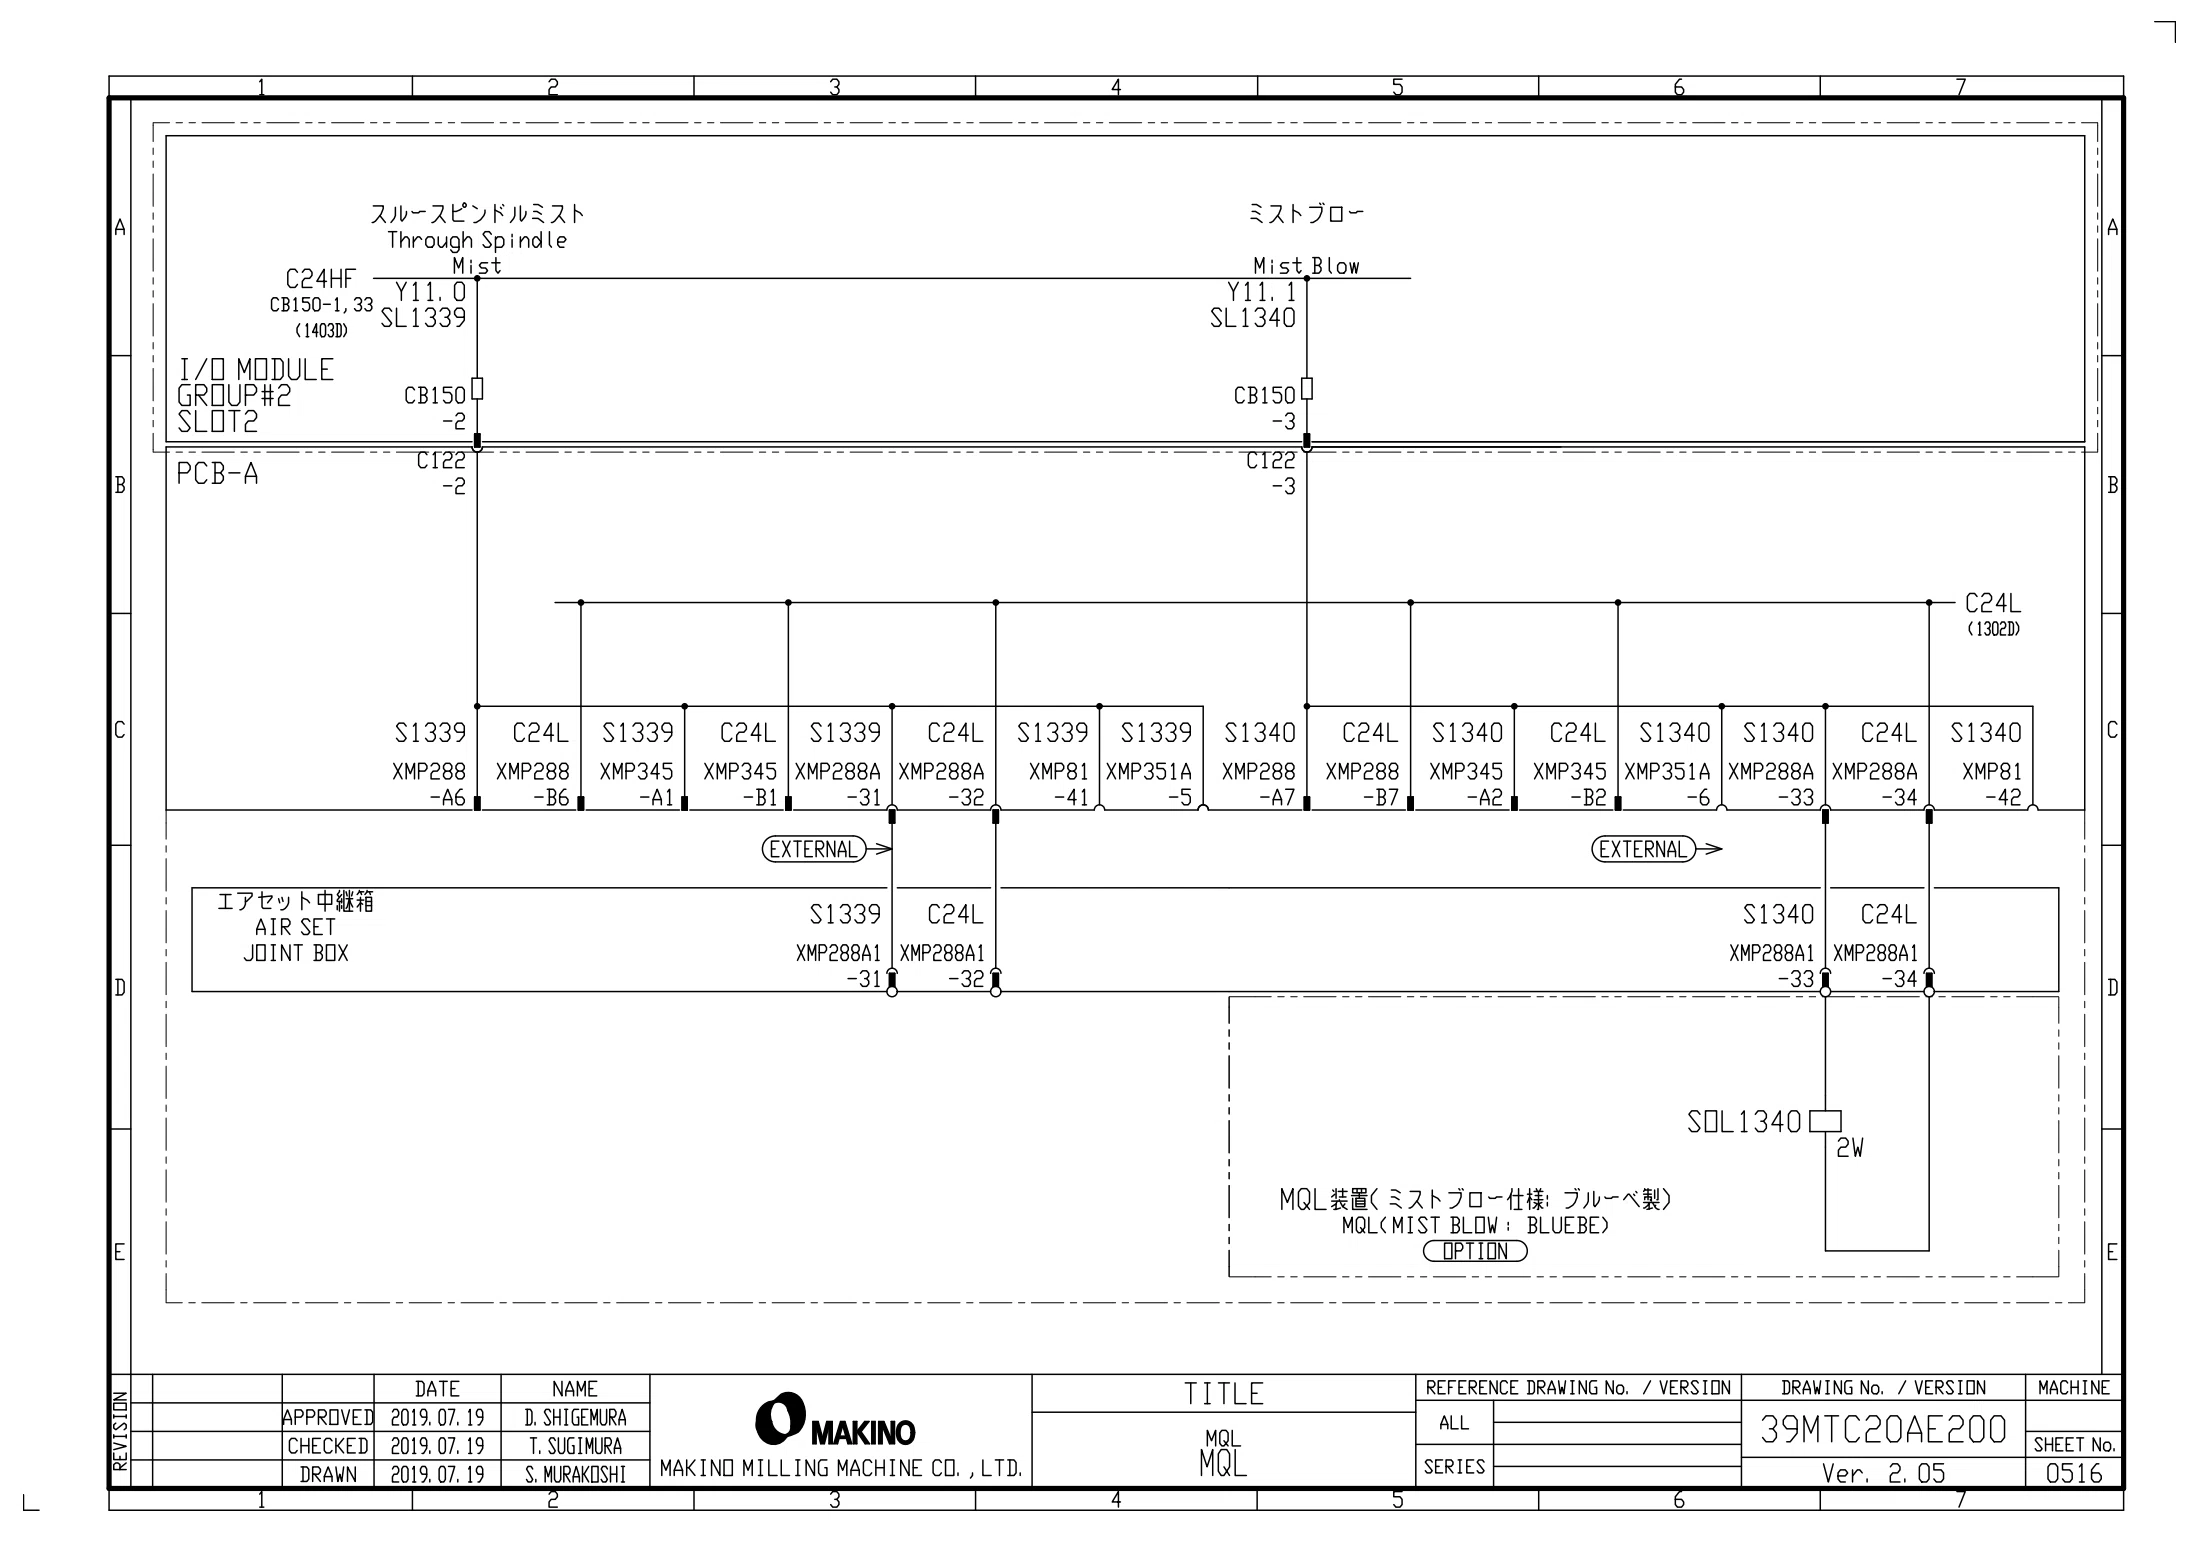 1 2 3 4 5 6 7
スルースピンドルミスト
Through Spindle
Mist
ミストブロー
Mist Blow
C24HF
CB150-1,33
(1403D)
Y11.0
SL1339
Y11.1
SL1340
I/O MODULE
GROUP#2
SLOT2
CB150
-2
CB150
-3
PCB-A
C122
-2
C122
-3
C24L
(1302D)
S1339 C24L S1339 C24L S1339 C24L S1339 S1339 S1340 C24L S1340 C24L S1340 S1340 C24L S1340
XMP288 XMP288 XMP345 XMP345 XMP288A XMP288A XMP81 XMP351A XMP288 XMP288 XMP345 XMP345 XMP351A XMP288A XMP288A XMP81
-A6 -B6 -A1 -B1 -31 -32 -41 -5 -A7 -B7 -A2 -B2 -6 -33 -34 -42
EXTERNAL EXTERNAL
エアセット中継箱
AIR SET
JOINT BOX
S1339 C24L S1340 C24L
XMP288A1 XMP288A1 XMP288A1 XMP288A1
-31 -32 -33 -34
SOL1340
2W
MQL装置(ミストブロー仕様: ブルーベ製)
MQL(MIST BLOW : BLUEBE)
OPTION
A A
B B
C C
D D
E E
REVISION
DATE NAME
APPROVED 2019.07.19 D. SHIGEMURA
CHECKED 2019.07.19 T. SUGIMURA
DRAWN 2019.07.19 S. MURAKOSHI
MAKINO
MAKINO MILLING MACHINE CO.,LTD.
TITLE
MQL
MQL
REFERENCE DRAWING No. / VERSION
ALL
SERIES
DRAWING No. / VERSION
39MTC20AE200
Ver. 2.05
MACHINE
SHEET No.
0516
1 2 3 4 5 6 7